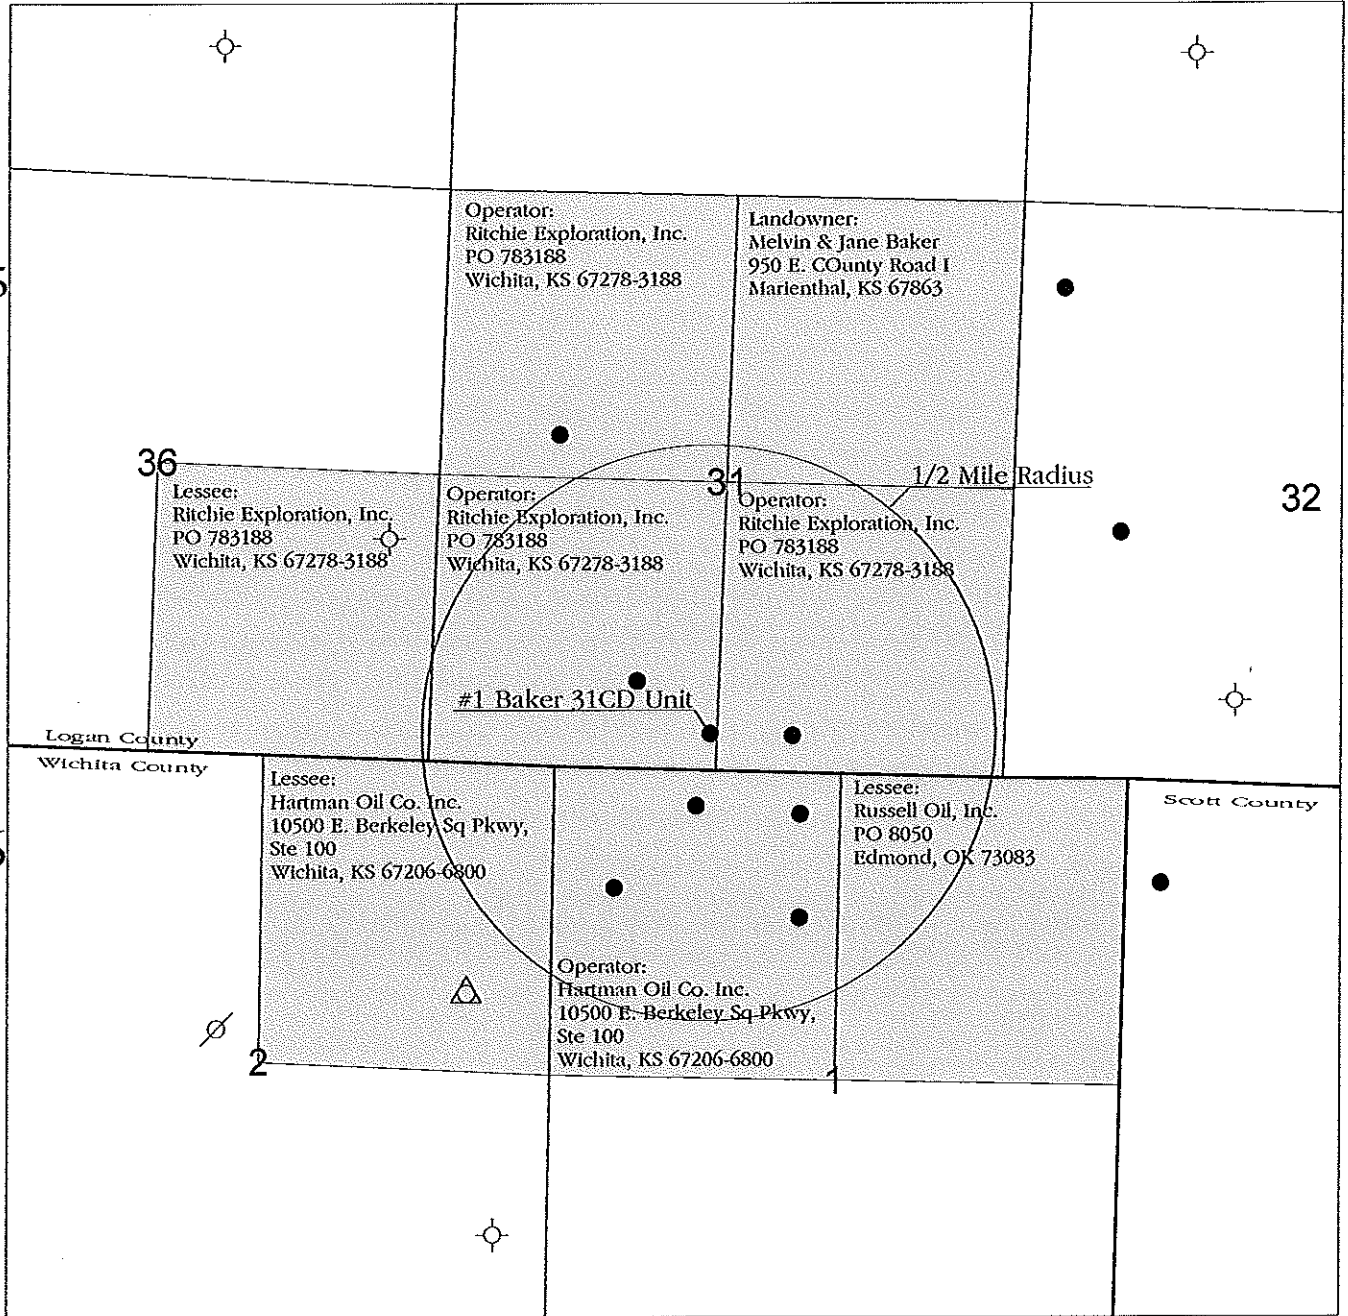 Operator:
Ritchie Exploration, Inc.
PO 783188
Wichita, KS 67278-3188
Landowner:
Melvin & Jane Baker
950 E. COunty Road I
Marienthal, KS 67863
36
31
1/2 Mile Radius
32
Lessee:
Ritchie Exploration, Inc.
PO 783188
Wichita, KS 67278-3188
Operator:
Ritchie Exploration, Inc.
PO 783188
Wichita, KS 67278-3188
Operator:
Ritchie Exploration, Inc.
PO 783188
Wichita, KS 67278-3188
#1 Baker 31CD Unit
Logan County
Wichita County
Scott County
Lessee:
Hartman Oil Co. Inc.
10500 E. Berkeley Sq Pkwy,
Ste 100
Wichita, KS 67206-6800
Lessee:
Russell Oil, Inc.
PO 8050
Edmond, OK 73083
Operator:
Hartman Oil Co. Inc.
10500 E. Berkeley Sq Pkwy,
Ste 100
Wichita, KS 67206-6800
2
1